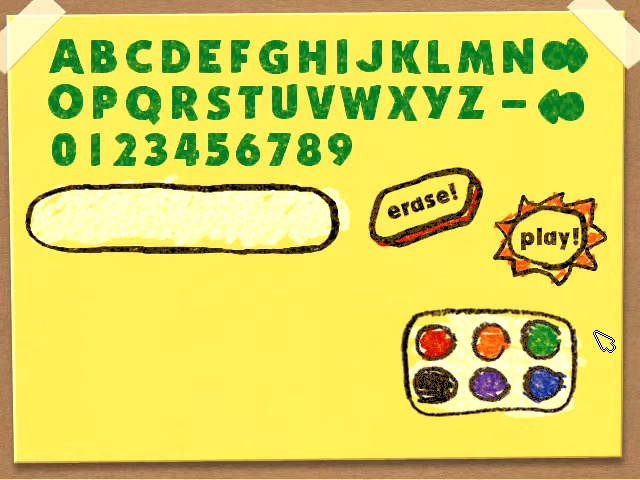 ABCDEFGHIJKLMN
OPQRSTUVWXYZ -
0123456789
erase!
play!